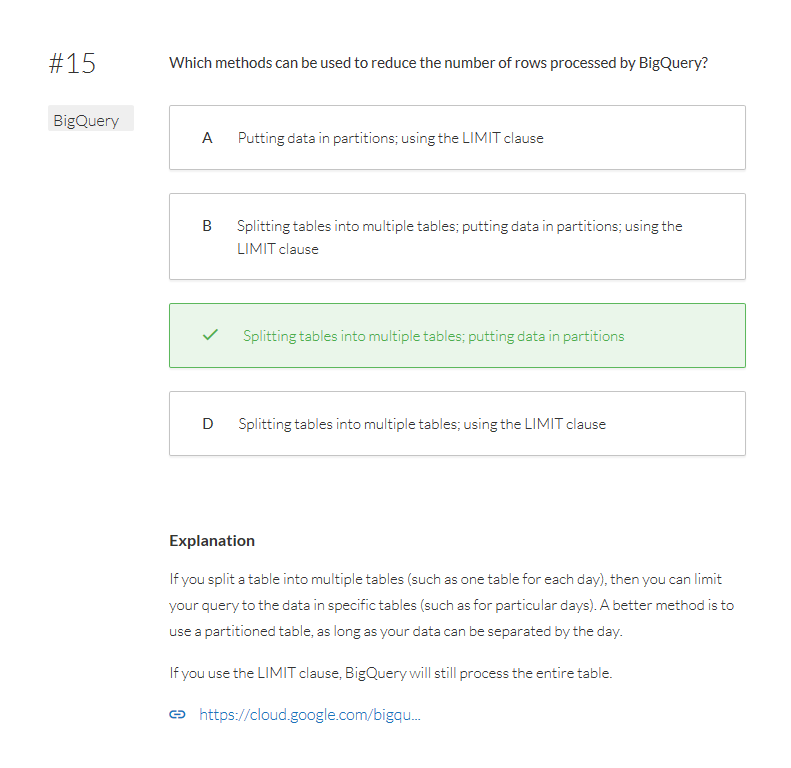 #15
Which methods can be used to reduce the number of rows processed by BigQuery?
BigQuery
A Putting data in partitions; using the LIMIT clause
B Splitting tables into multiple tables; putting data in partitions; using the
LIMIT clause
Splitting tables into multiple tables; putting data in partitions
D Splitting tables into multiple tables; using the LIMIT clause
Explanation
If you split a table into multiple tables (such as one table for each day), then you can limit
your query to the data in specific tables (such as for particular days). A better method is to
use a partitioned table, as long as your data can be separated by the day.
If you use the LIMIT clause, BigQuery will still process the entire table.
https://cloud.google.com/bigqu...